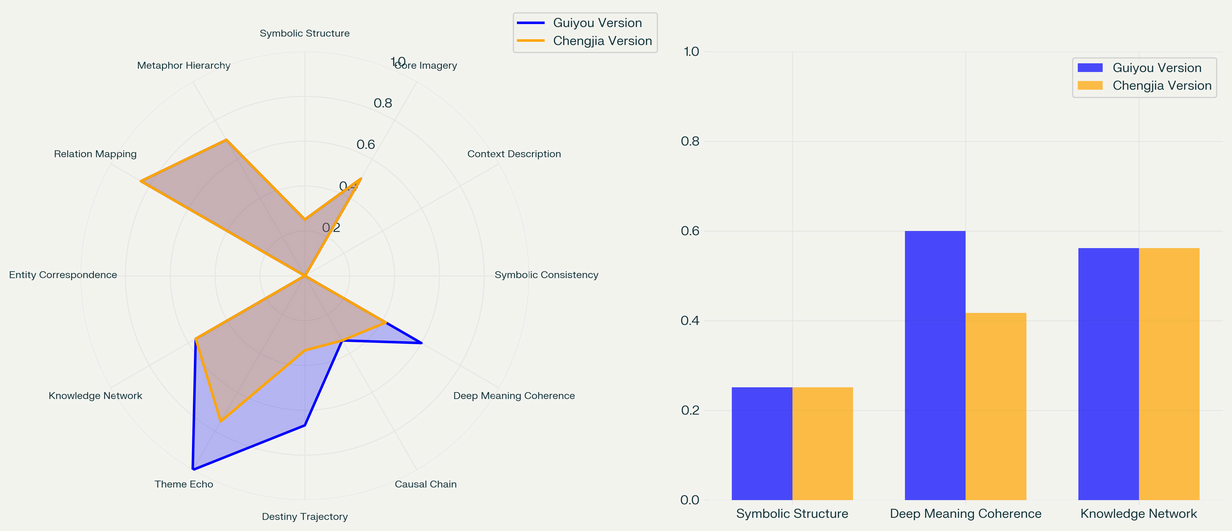 Guiyou Version
Chengjia Version
Symbolic Structure
Metaphor Hierarchy
Core Imagery
Relation Mapping
Context Description
Entity Correspondence
Symbolic Consistency
Knowledge Network
Deep Meaning Coherence
Theme Echo
Causal Chain
Destiny Trajectory
1.0
0.8
0.6
0.4
0.2
Guiyou Version
Chengjia Version
1.0
0.8
0.6
0.4
0.2
0.0
Symbolic Structure
Deep Meaning Coherence
Knowledge Network